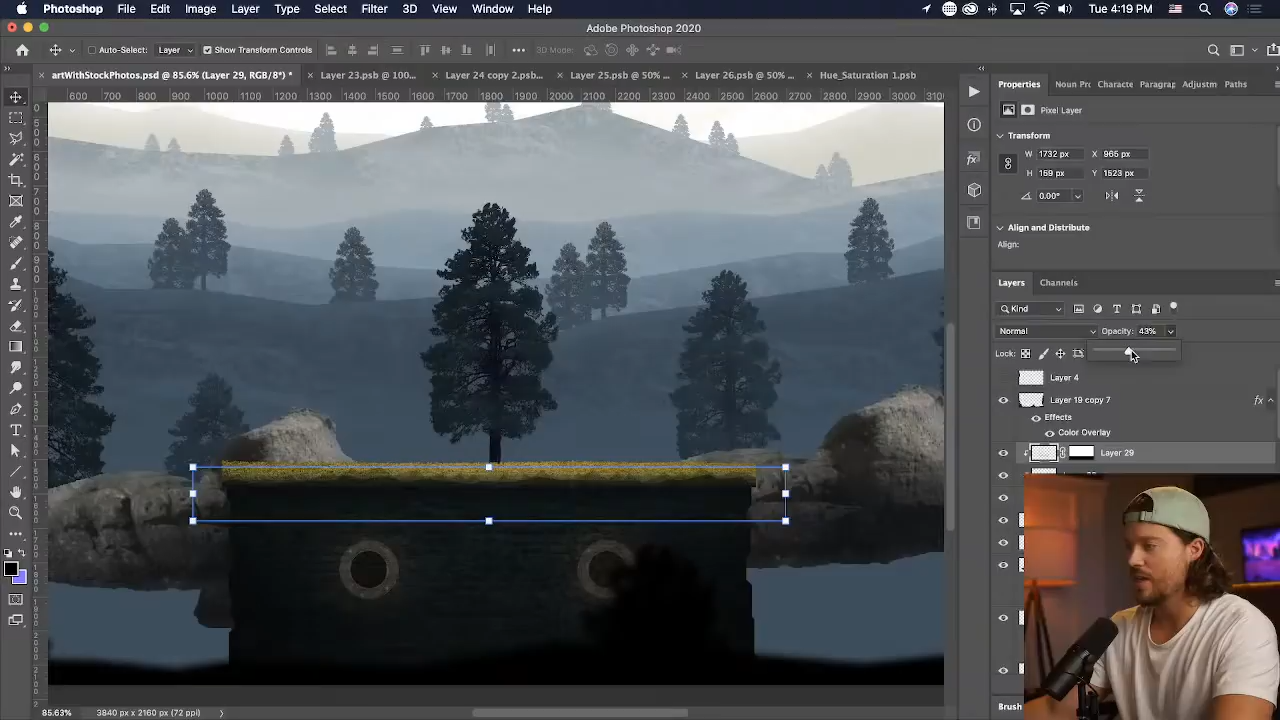 Photoshop File Edit Image Layer Type Select Filter 3D View Window Help Tue 4:19 PM
Adobe Photoshop 2020
Auto-Select: Layer Show Transform Controls 3D Mode:
artWithStockPhotos.psd @ 85.6% (Layer 29, RGB/8*) * Layer 23.psb @ 100... Layer 24 copy 2.psb... Layer 25.psb @ 50% ... Layer 26.psb @ 50% ... Hue_Saturation 1.psb
Properties Noun Pro Characte Paragrap Adjustm Paths
600 700 800 900 1000 1100 1200 1300 1400 1500 1600 1700 1800 1900 2000 2100 2200 2300 2400 2500 2600 2700 2800 2900 3000 3100
Pixel Layer
Transform
W 1732 px X 965 px
H 159 px Y 1523 px
0.00°
Align and Distribute
Align:
Layers Channels
Kind
Normal Opacity: 43%
Lock:
Layer 4
Layer 19 copy 7 fx
Effects
Color Overlay
Layer 29
Brush
85.63% 3840 px x 2160 px (72 ppi)